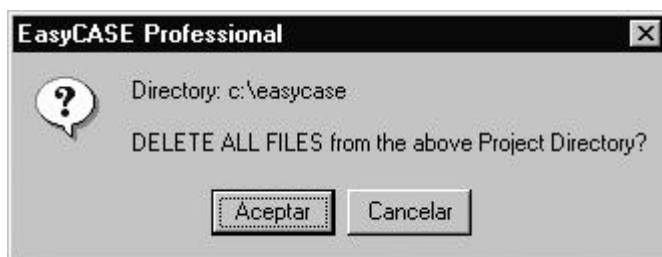 EasyCASE Professional
Directory: c:\easycase
DELETE ALL FILES from the above Project Directory?
Aceptar Cancelar